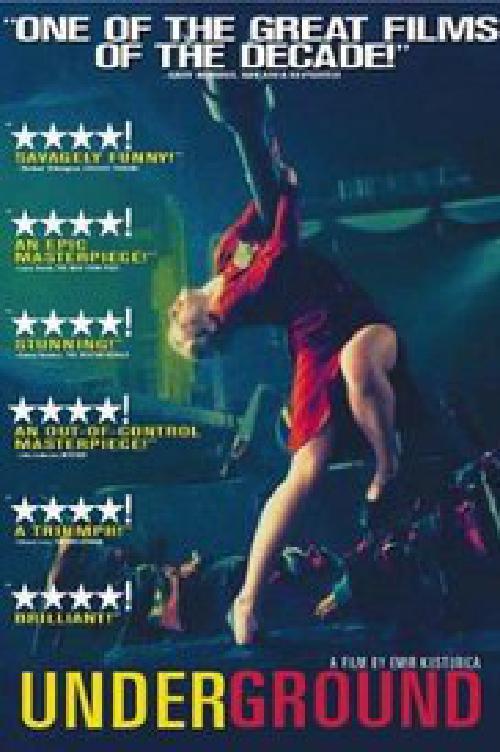 "ONE OF THE GREAT FILMS
OF THE DECADE!"
"★★★★!
SAVAGELY FUNNY!"
"★★★★!
AN EPIC
MASTERPIECE!"
"★★★★!
STUNNING!"
"★★★★!
AN OUT-OF-CONTROL
MASTERPIECE!"
"★★★★!
A TRIUMPH!"
"★★★★!
BRILLIANT!"
A FILM BY EMIR KUSTURICA
UNDERGROUND